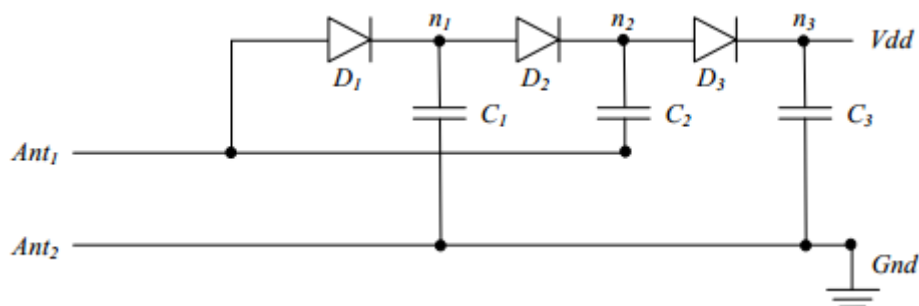 n1 n2 n3 Vdd
D1 D2 D3
C1 C2 C3
Ant1
Ant2
Gnd